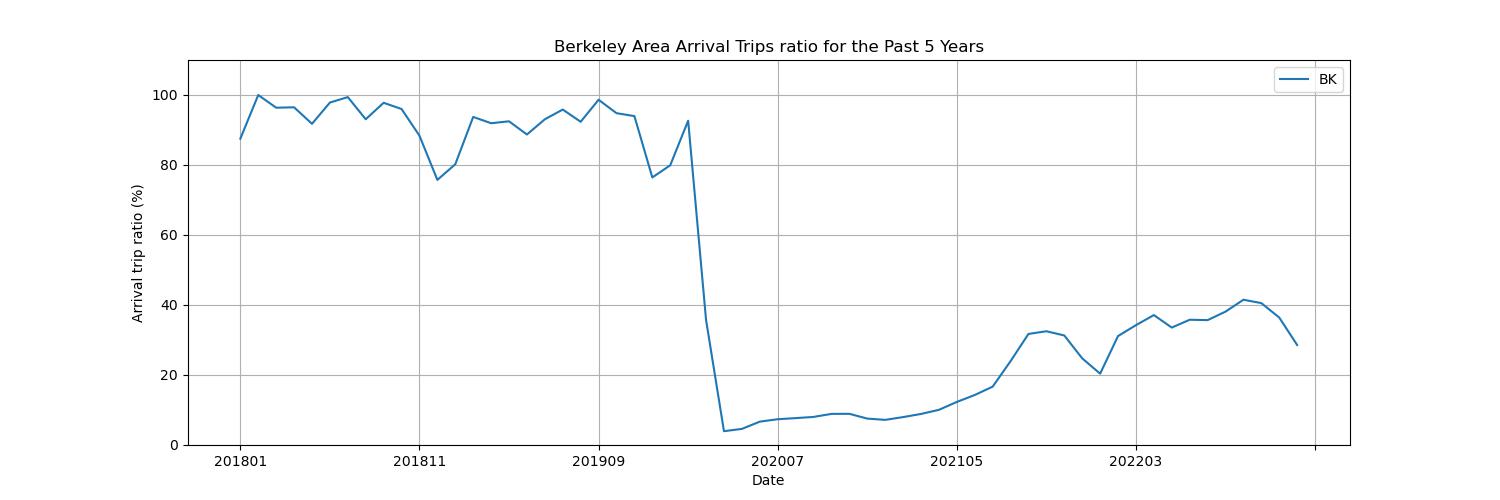 Berkeley Area Arrival Trips ratio for the Past 5 Years
BK
Arrival trip ratio (%)
100
80
60
40
20
0
201801 201811 201909 202007 202105 202203
Date